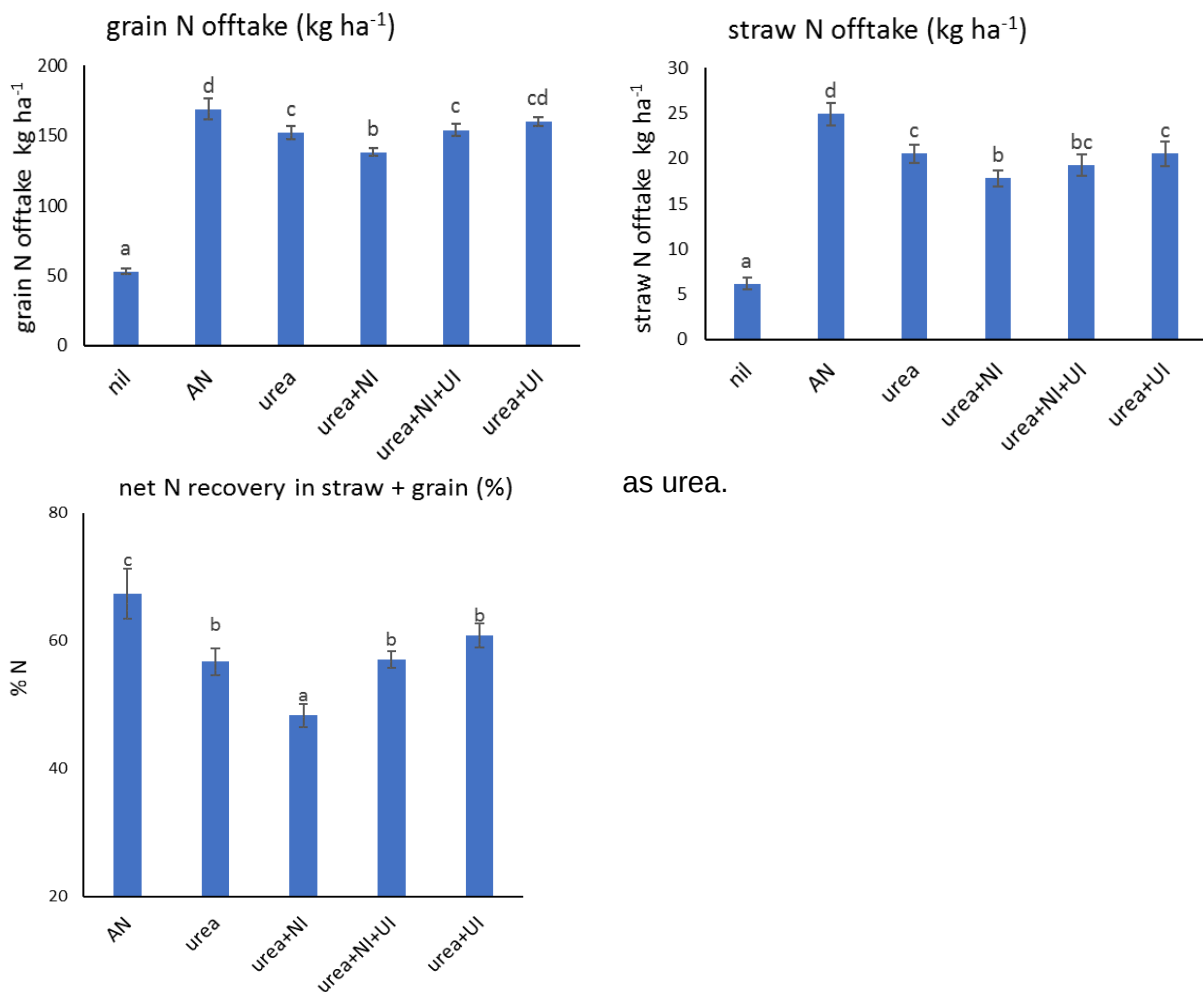 grain N offtake (kg ha⁻¹)
grain N offtake kg ha⁻¹
200
150
100
50
0
a
d
c
b
c
cd
nil
AN
urea
urea+NI
urea+NI+UI
urea+UI
straw N offtake (kg ha⁻¹)
straw N offtake kg ha⁻¹
30
25
20
15
10
5
0
a
d
c
b
bc
c
nil
AN
urea
urea+NI
urea+NI+UI
urea+UI
net N recovery in straw + grain (%)
% N
80
60
40
20
c
b
a
b
b
AN
urea
urea+NI
urea+NI+UI
urea+UI
as urea.